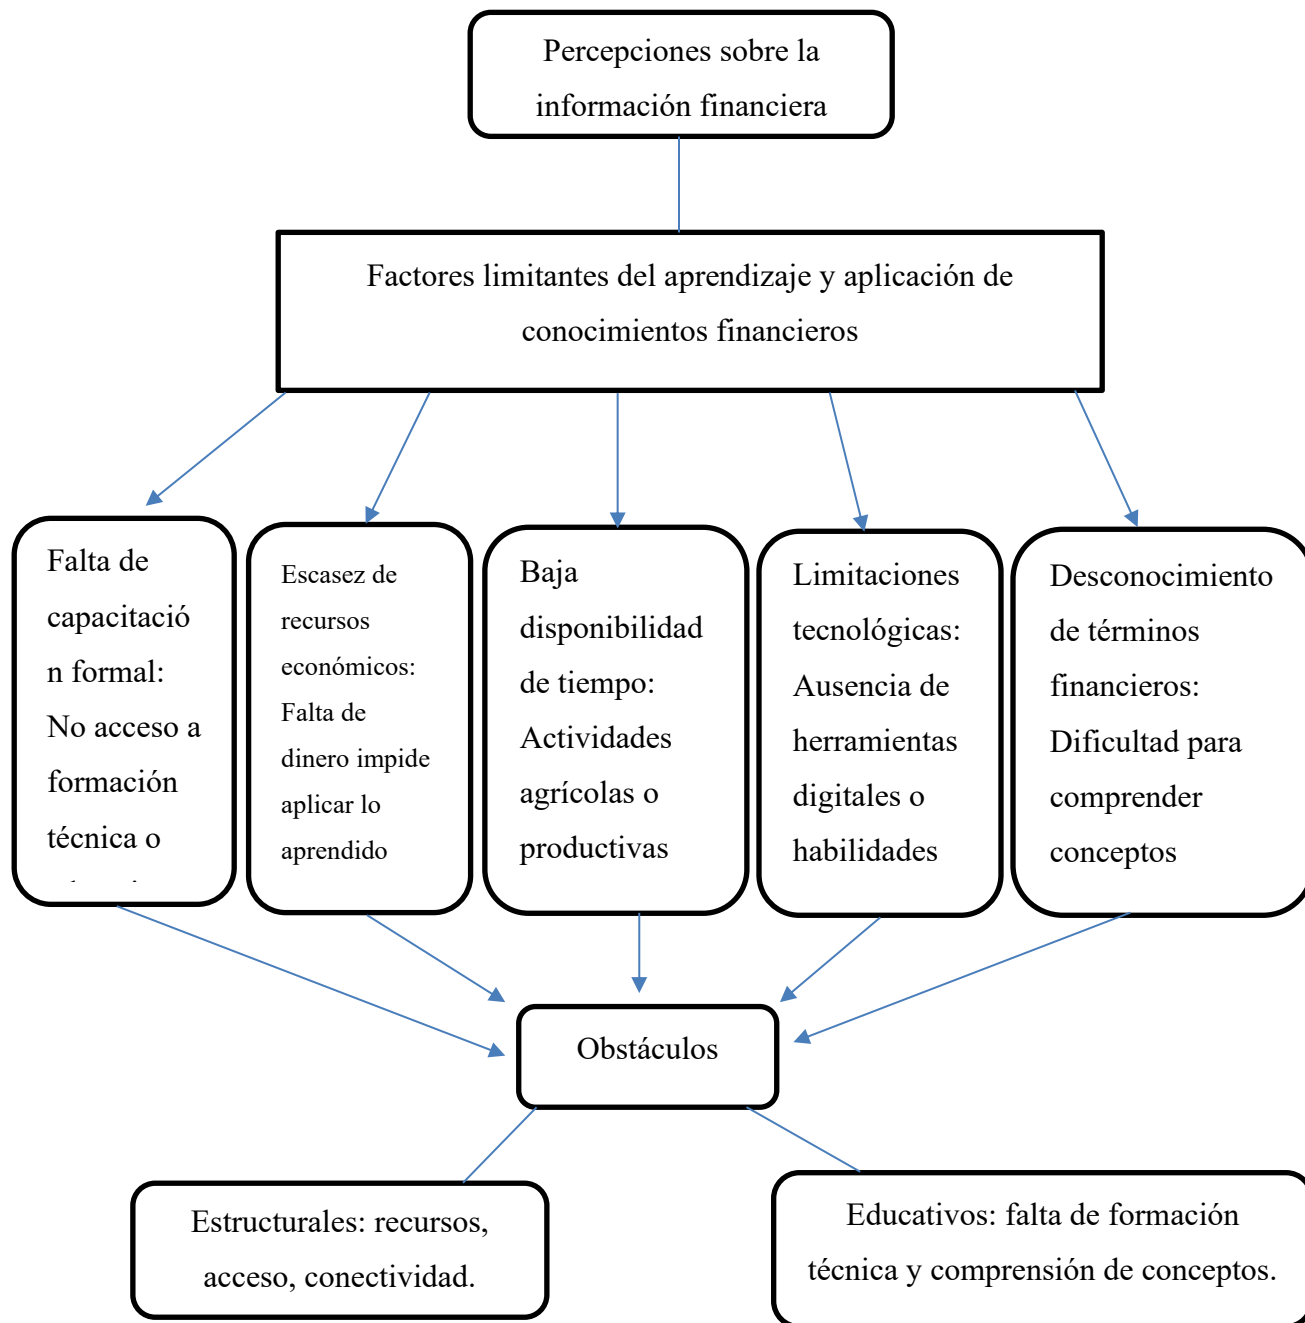 Percepciones sobre la
información financiera
Factores limitantes del aprendizaje y aplicación de
conocimientos financieros
Falta de
capacitació
n formal:
No acceso a
formación
técnica o
Escasez de
recursos
económicos:
Falta de
dinero impide
aplicar lo
aprendido
Baja
disponibilidad
de tiempo:
Actividades
agrícolas o
productivas
Limitaciones
tecnológicas:
Ausencia de
herramientas
digitales o
habilidades
Desconocimiento
de términos
financieros:
Dificultad para
comprender
conceptos
Obstáculos
Estructurales: recursos,
acceso, conectividad.
Educativos: falta de formación
técnica y comprensión de conceptos.